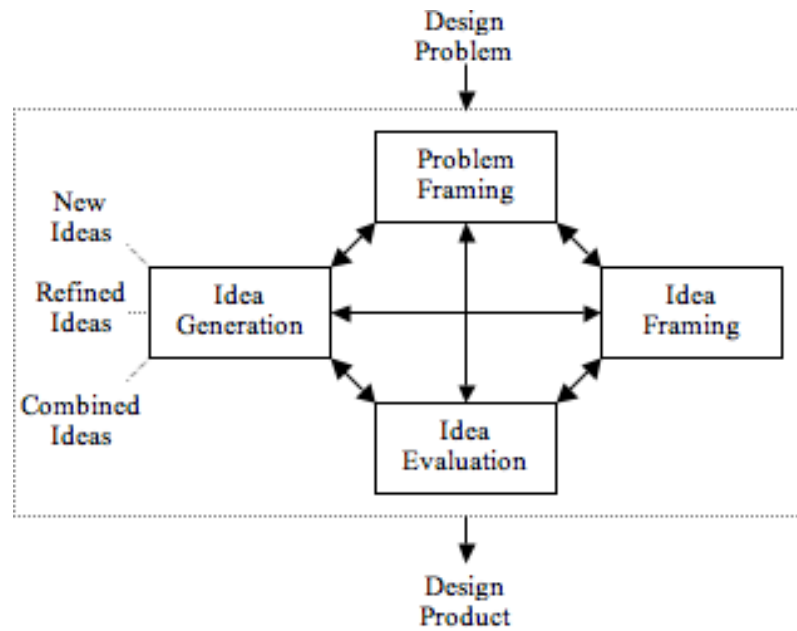 Design
Problem
Problem
Framing
New
Ideas
Refined
Ideas
Idea
Generation
Idea
Framing
Combined
Ideas
Idea
Evaluation
Design
Product